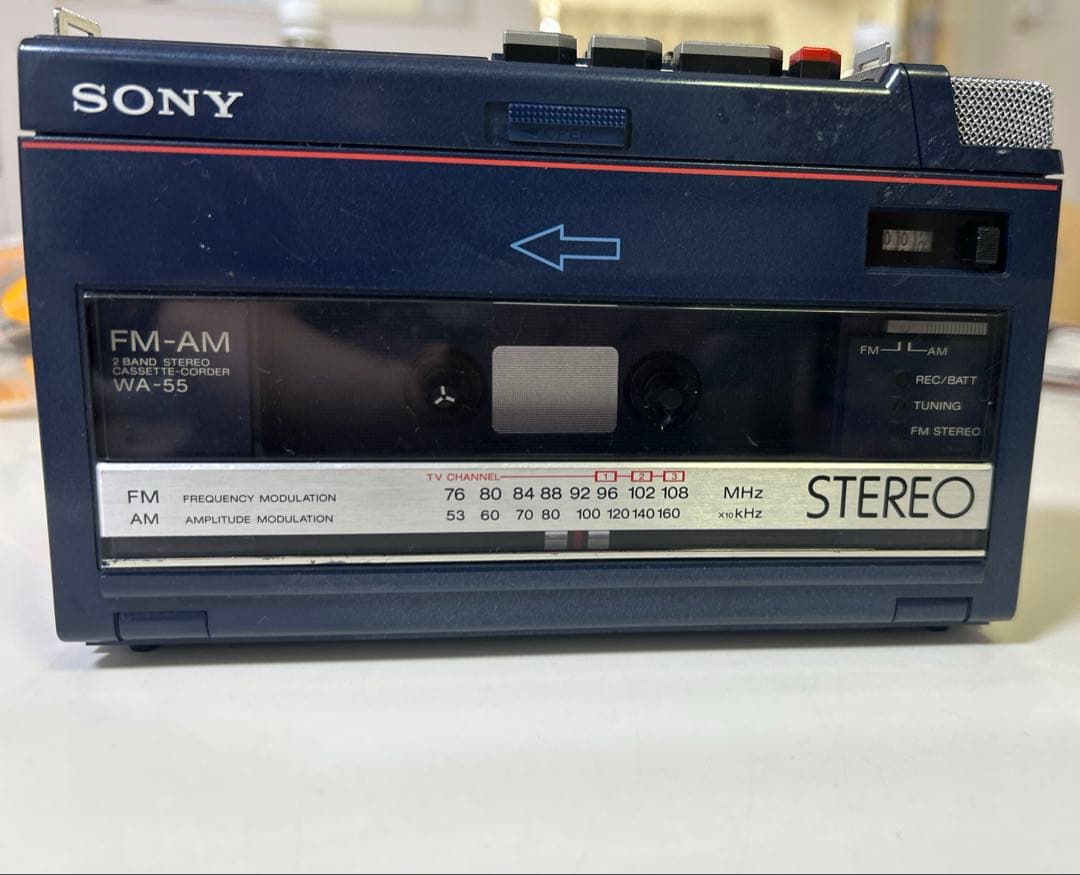 SONY
OPEN
FM-AM
2 BAND STEREO
CASSETTE-CORDER
WA-55
FM AM
REC/BATT
TUNING
FM STEREO
TV CHANNEL 1 2 3
FM FREQUENCY MODULATION 76 80 84 88 92 96 102 108 MHz
AM AMPLITUDE MODULATION 53 60 70 80 100 120 140 160 x10 kHz
STEREO